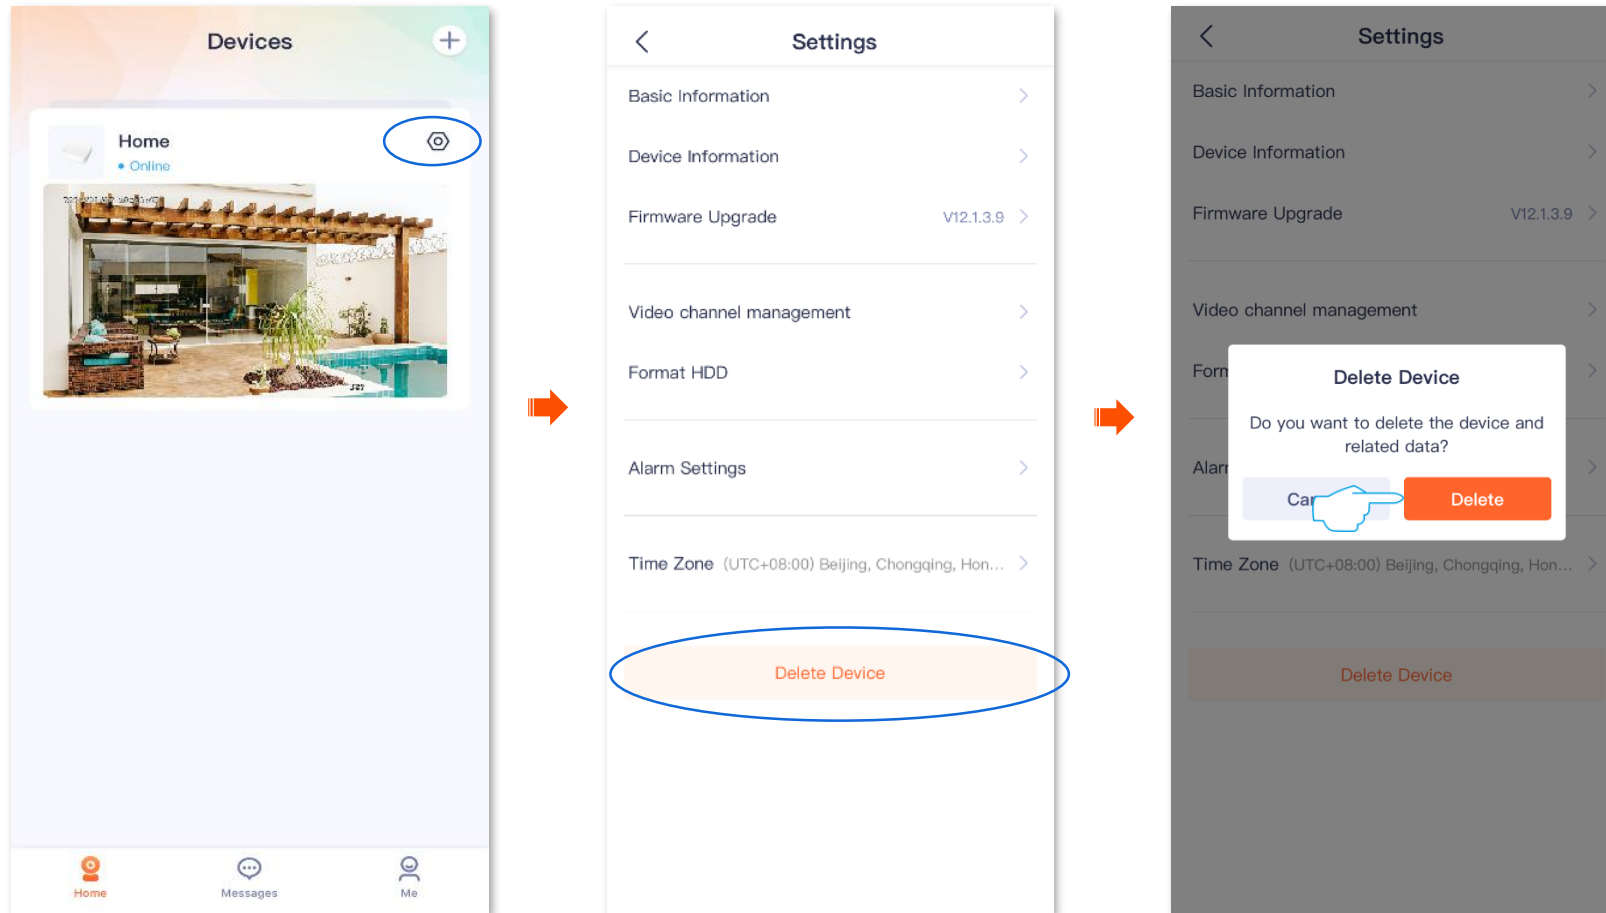 Devices
Home
Online
Home
Messages
Me
Settings
Basic Information
Device Information
Firmware Upgrade V12.1.3.9
Video channel management
Format HDD
Alarm Settings
Time Zone (UTC+08:00) Beijing, Chongqing, Hon...
Delete Device
Settings
Basic Information
Device Information
Firmware Upgrade V12.1.3.9
Video channel management
Form
Delete Device
Do you want to delete the device and
related data?
Delete
Time Zone (UTC+08:00) Beijing, Chongqing, Hon...
Delete Device